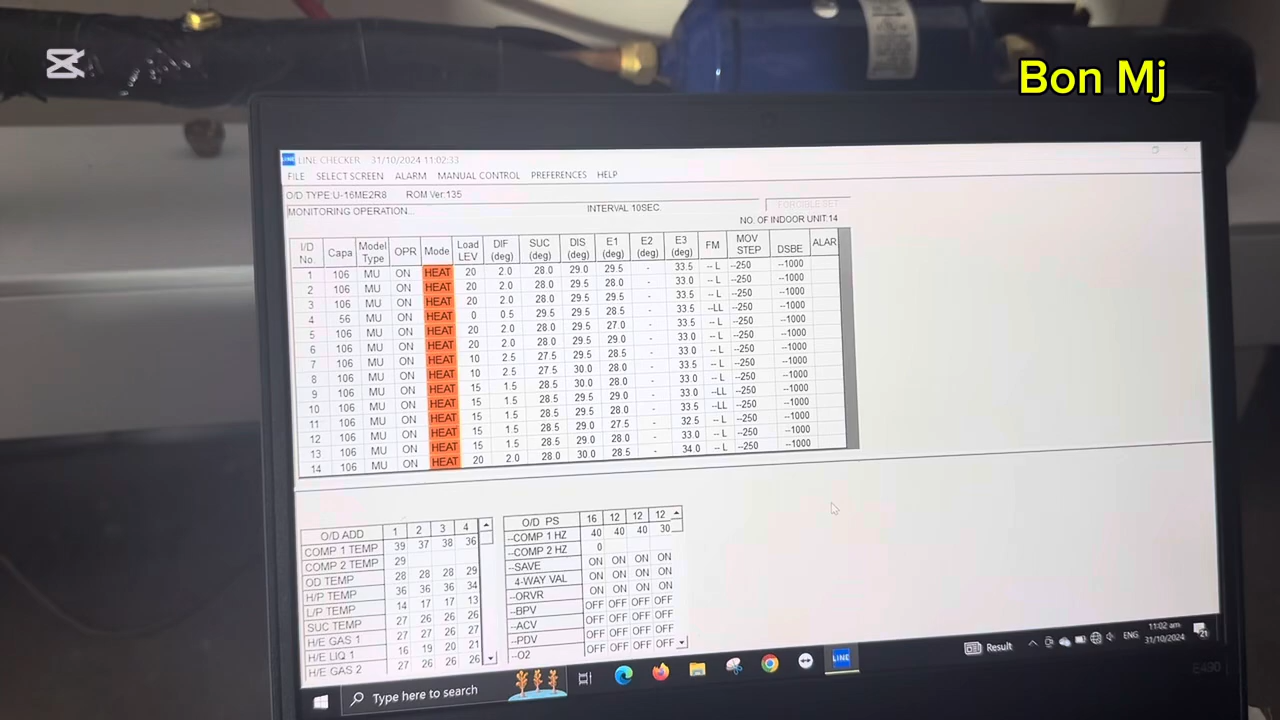 Bon Mj
LINE LINE CHECKER 31/10/2024 11:02:33
FILE SELECT SCREEN ALARM MANUAL CONTROL PREFERENCES HELP
O/D TYPE:U-16ME2R8 ROM Ver:135
FORCIBLE SET
MONITORING OPERATION... INTERVAL 10SEC. NO. OF INDOOR UNIT:14
I/D No. Capa Model Type OPR Mode Load LEV DIF (deg) SUC (deg) DIS (deg) E1 (deg) E2 (deg) E3 (deg) FM MOV STEP DSBE ALAR
1 106 MU ON HEAT 20 2.0 28.0 29.0 29.5 - 33.5 -- L --250 --1000
2 106 MU ON HEAT 20 2.0 28.0 29.5 28.0 - 33.0 -- L --250 --1000
3 106 MU ON HEAT 20 2.0 28.0 29.5 29.5 - 33.5 -- L --250 --1000
4 56 MU ON HEAT 0 0.5 29.5 29.5 28.5 - 33.5 --LL --250 --1000
5 106 MU ON HEAT 20 2.0 28.0 29.5 27.0 - 33.5 -- L --250 --1000
6 106 MU ON HEAT 20 2.0 28.0 29.5 29.0 - 33.0 -- L --250 --1000
7 106 MU ON HEAT 10 2.5 27.5 29.0 28.5 - 33.0 -- L --250 --1000
8 106 MU ON HEAT 10 2.5 27.5 30.0 28.0 - 33.5 -- L --250 --1000
9 106 MU ON HEAT 15 1.5 28.5 30.0 28.0 - 33.0 -- L --250 --1000
10 106 MU ON HEAT 15 1.5 28.5 29.5 29.0 - 33.0 --LL --250 --1000
11 106 MU ON HEAT 15 1.5 28.5 29.5 28.0 - 33.5 -- L --250 --1000
12 106 MU ON HEAT 15 1.5 28.5 29.0 27.5 - 32.5 -- L --250 --1000
13 106 MU ON HEAT 15 1.5 28.5 29.0 28.0 - 33.0 -- L --250 --1000
14 106 MU ON HEAT 20 2.0 28.0 30.0 28.5 - 34.0 -- L --250 --1000
O/D ADD 1 2 3 4
COMP 1 TEMP 39 37 38 36
COMP 2 TEMP 29
OD TEMP 28 28 28 29
H/P TEMP 36 36 36 34
L/P TEMP 14 17 17 13
SUC TEMP 27 26 26 26
H/E GAS 1 27 27 26 27
H/E LIQ 1 16 19 20 21
H/E GAS 2 27 26 26 26
O/D PS 16 12 12 12
--COMP 1 HZ 40 40 40 30
--COMP 2 HZ 0
--SAVE ON ON ON ON
4-WAY VAL ON ON ON ON
--ORVR ON ON ON ON
--BPV OFF OFF OFF OFF
--ACV OFF OFF OFF OFF
--PDV OFF OFF OFF OFF
--O2 OFF OFF OFF OFF
Type here to search LINE Result ENG 11:02 am 31/10/2024 21
E490